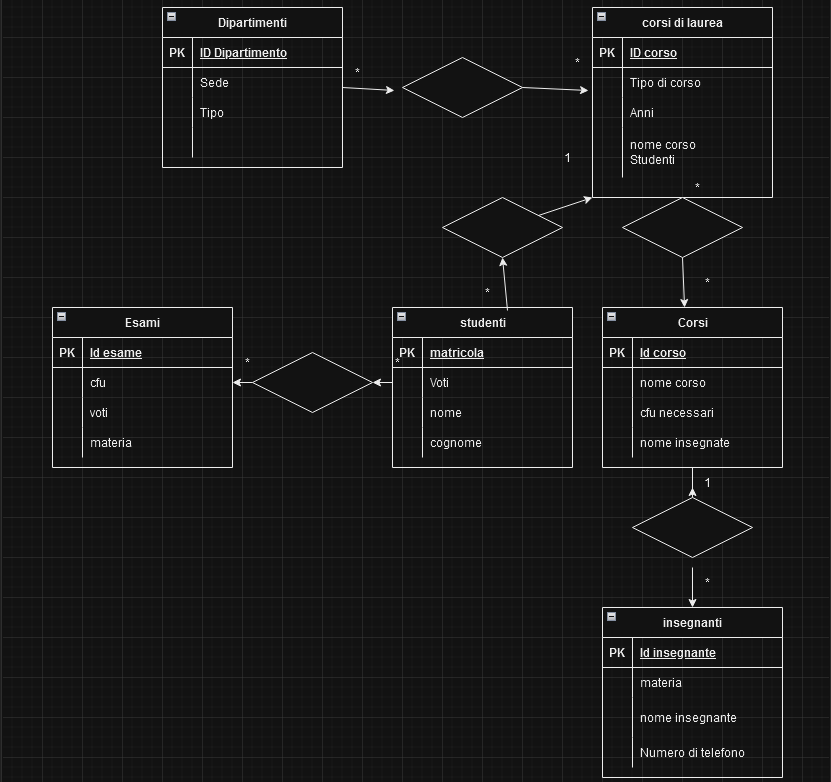 Dipartimenti
PK ID Dipartimento
Sede
Tipo
*
*
corsi di laurea
PK ID corso
Tipo di corso
Anni
nome corso
Studenti
1
*
*
*
Esami
PK Id esame
cfu
voti
materia
*
*
studenti
PK matricola
Voti
nome
cognome
Corsi
PK Id corso
nome corso
cfu necessari
nome insegnate
1
*
insegnanti
PK Id insegnante
materia
nome insegnante
Numero di telefono